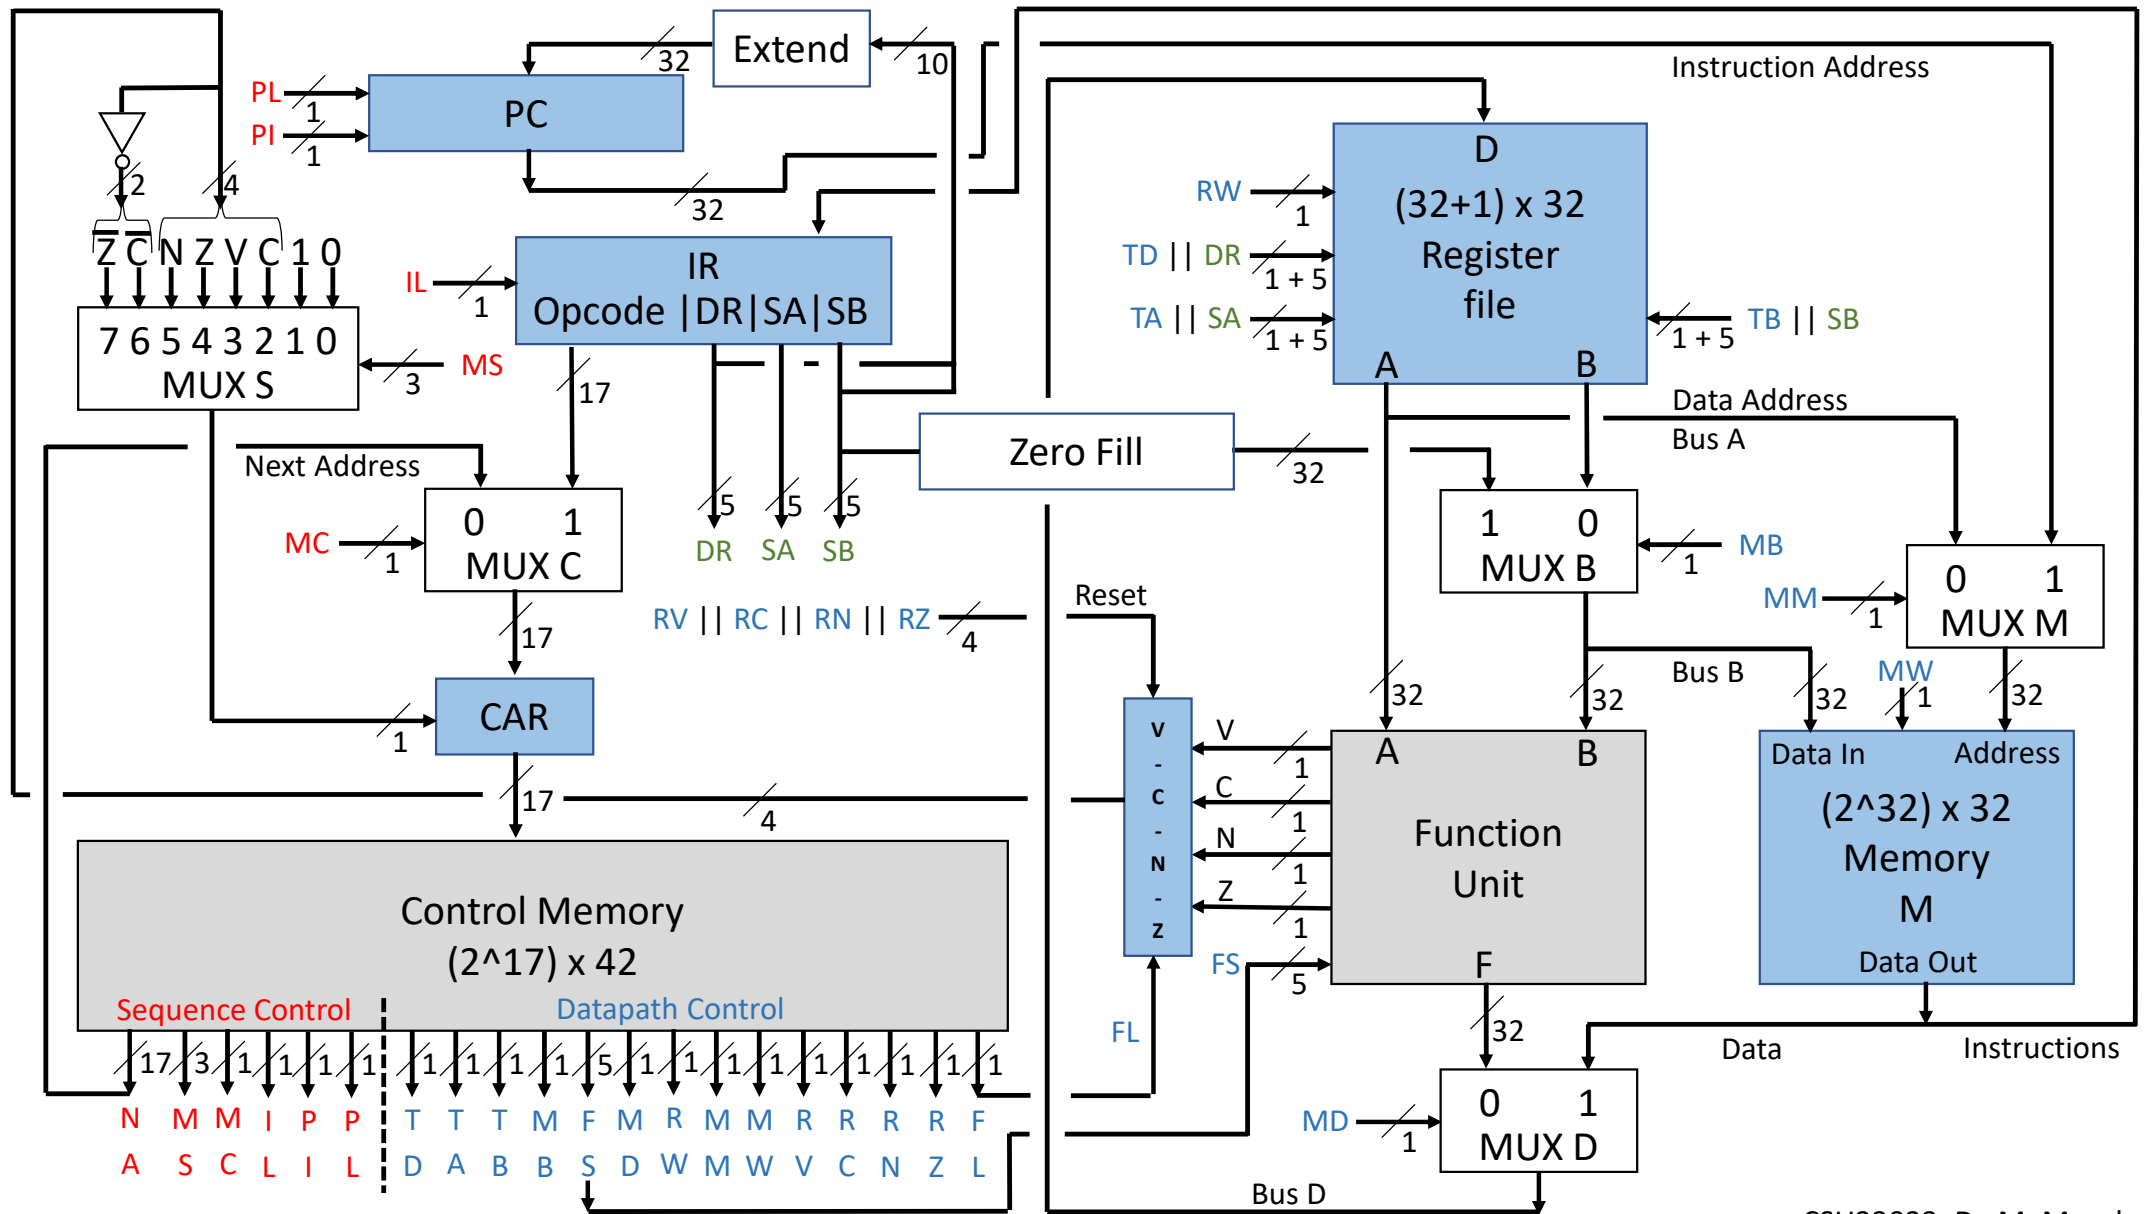 Extend
32
10
Instruction Address
PL
1
PC
PI
1
2
4
32
D
RW
1
(32+1) x 32
Register
file
TD || DR
1 + 5
TA || SA
1 + 5
TB || SB
1 + 5
A
B
Z C N Z V C 1 0
7 6 5 4 3 2 1 0
MUX S
MS
3
IL
1
IR
Opcode |DR|SA|SB
17
Data Address
Bus A
Zero Fill
32
Next Address
0 1
MUX C
MC
1
5
5
5
DR
SA
SB
1 0
MUX B
MB
1
0 1
MUX M
MM
1
Reset
RV || RC || RN || RZ
4
17
CAR
1
17
4
32
32
Bus B
32
MW
1
32
V
-
C
-
N
-
Z
V
1
C
1
N
1
Z
1
FS
5
FL
A
B
Function
Unit
F
Data In
Address
(2^32) x 32
Memory
M
Data Out
Control Memory
(2^17) x 42
Sequence Control
Datapath Control
17 3 1 1 1 1 1 1 1 1 5 1 1 1 1 1 1 1 1 1
N M M I P P T T T M F M R M M R R R R F
A S C L I L D A B B S D W M W V C N Z L
32
Data
Instructions
MD
1
0 1
MUX D
Bus D